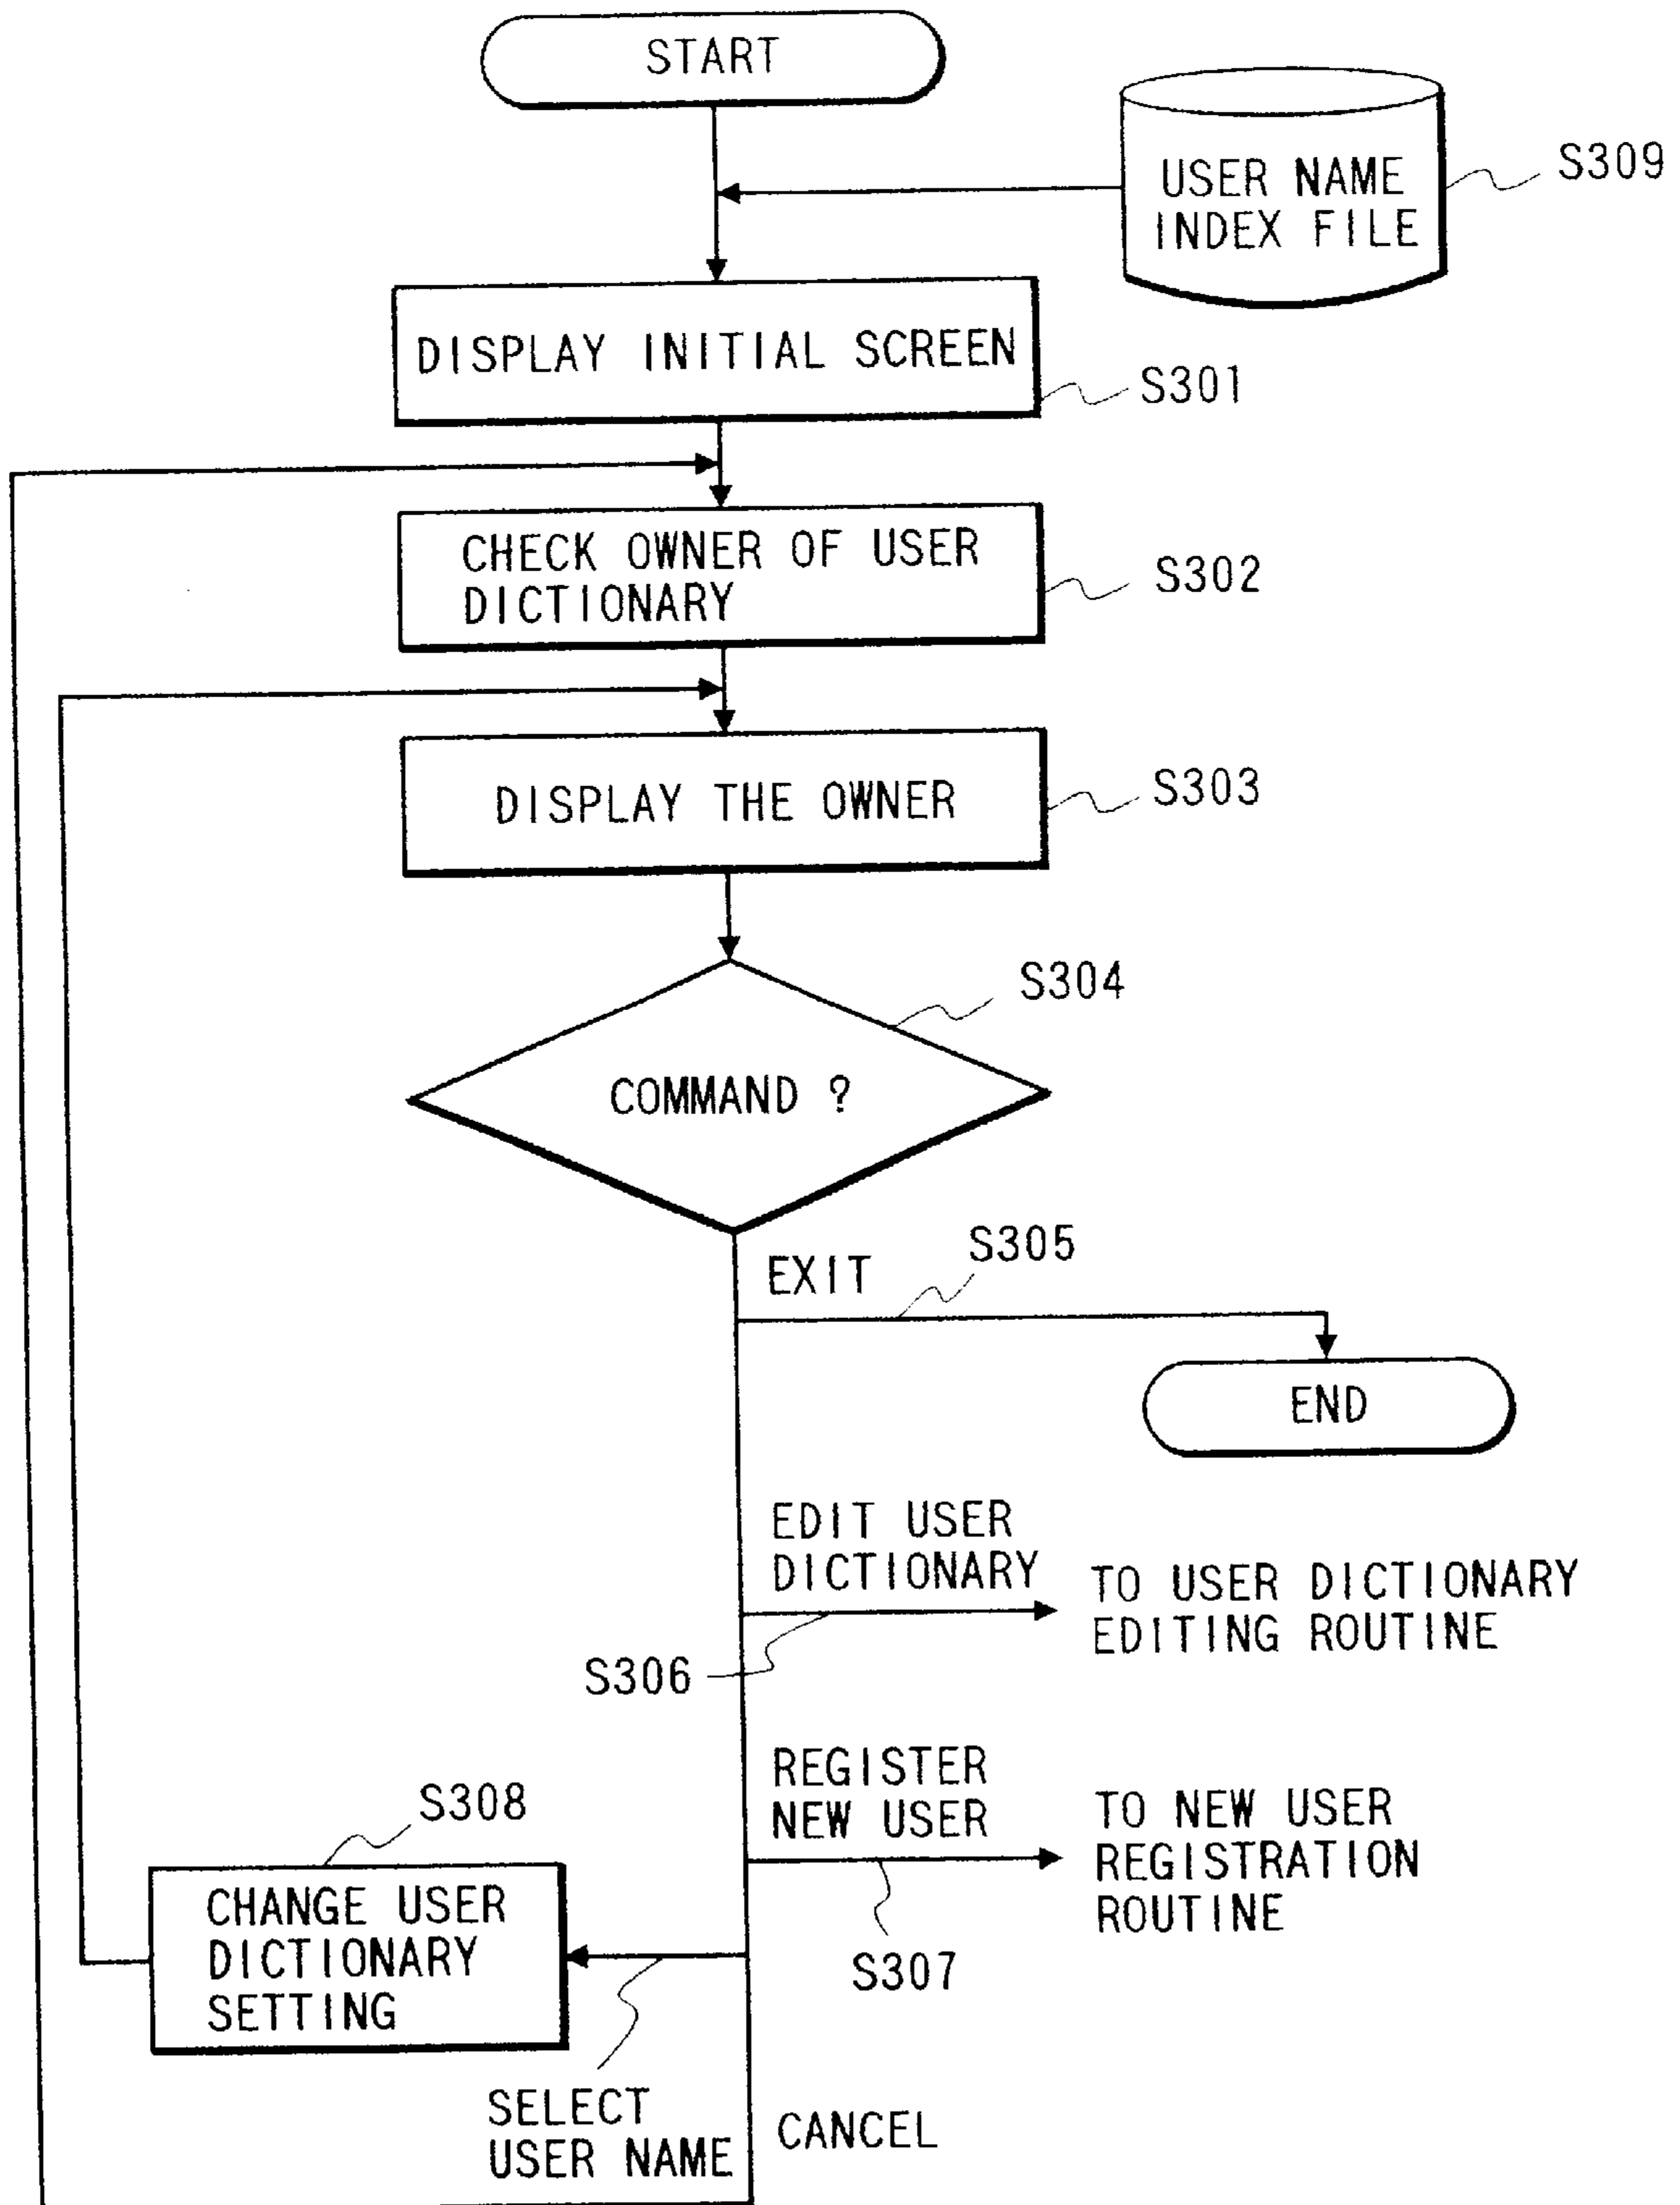 START
USER NAME
INDEX FILE
S309
DISPLAY INITIAL SCREEN
S301
CHECK OWNER OF USER
DICTIONARY
S302
DISPLAY THE OWNER
S303
S304
COMMAND ?
EXIT
S305
END
EDIT USER
DICTIONARY
TO USER DICTIONARY
EDITING ROUTINE
S306
REGISTER
NEW USER
TO NEW USER
REGISTRATION
ROUTINE
S307
S308
CHANGE USER
DICTIONARY
SETTING
SELECT
USER NAME
CANCEL